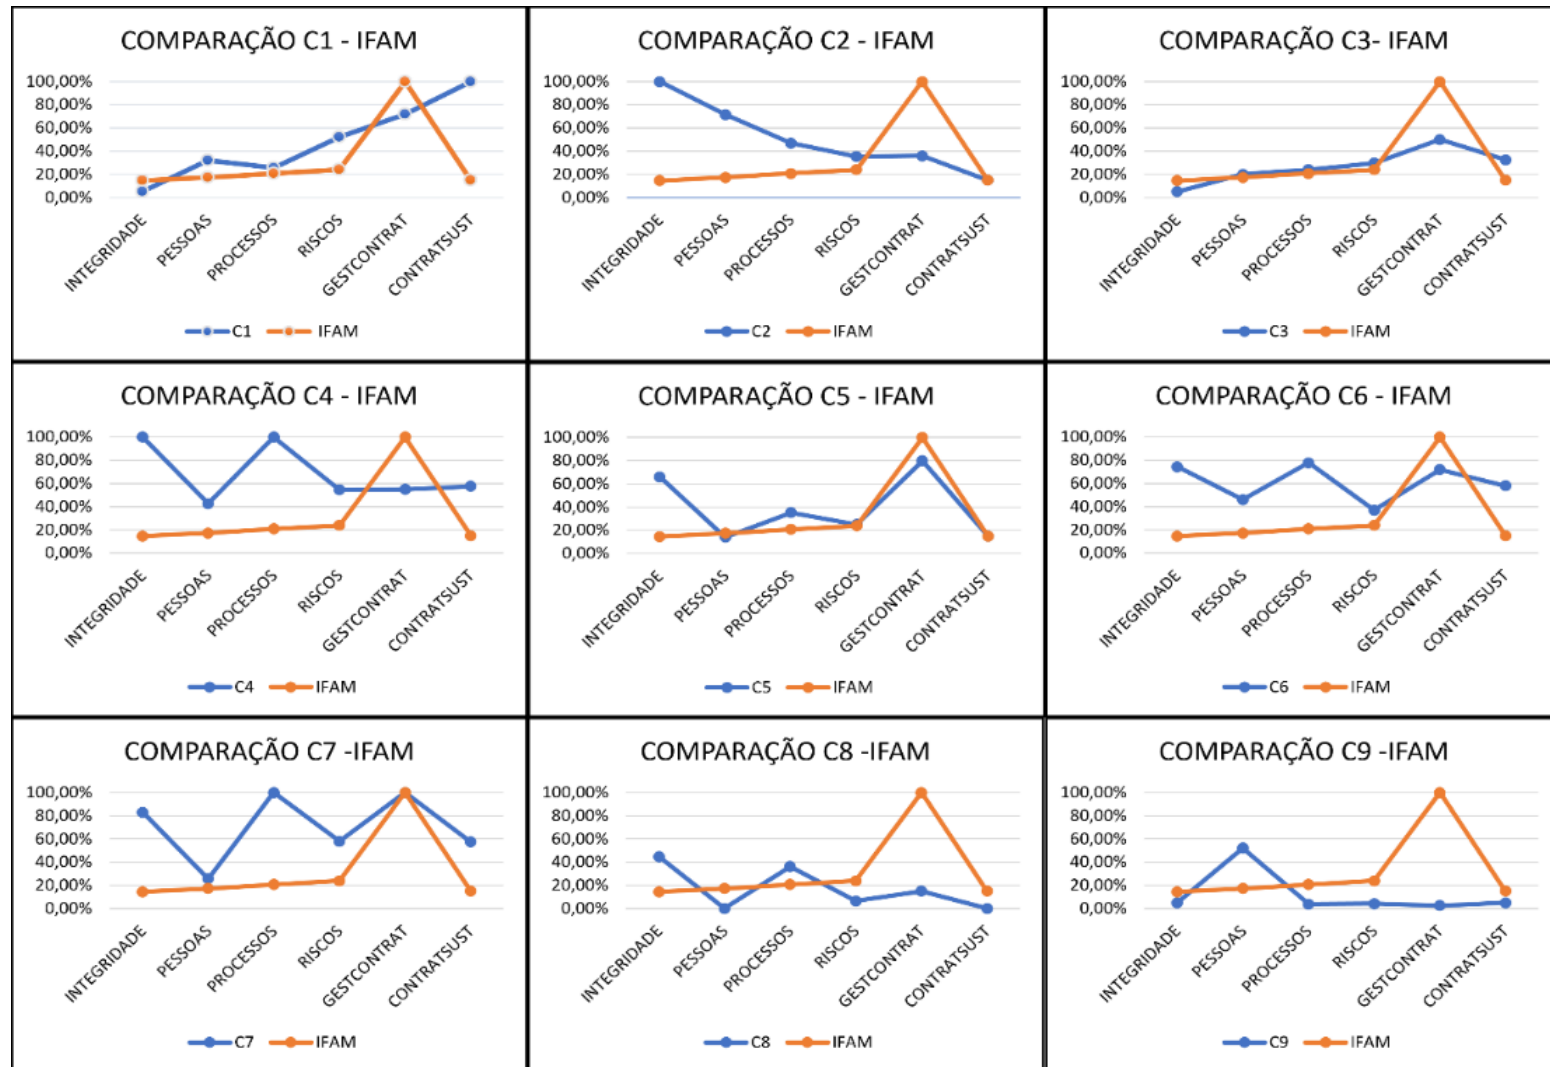 COMPARAÇÃO C1 - IFAM
100,00%
80,00%
60,00%
40,00%
20,00%
0,00%
INTEGRIDADE
PESSOAS
PROCESSOS
RISCOS
GESTCONTRAT
CONTRATSUST
C1 IFAM
COMPARAÇÃO C2 - IFAM
100,00%
80,00%
60,00%
40,00%
20,00%
0,00%
INTEGRIDADE
PESSOAS
PROCESSOS
RISCOS
GESTCONTRAT
CONTRATSUST
C2 IFAM
COMPARAÇÃO C3- IFAM
100,00%
80,00%
60,00%
40,00%
20,00%
0,00%
INTEGRIDADE
PESSOAS
PROCESSOS
RISCOS
GESTCONTRAT
CONTRATSUST
C3 IFAM
COMPARAÇÃO C4 - IFAM
100,00%
80,00%
60,00%
40,00%
20,00%
0,00%
INTEGRIDADE
PESSOAS
PROCESSOS
RISCOS
GESTCONTRAT
CONTRATSUST
C4 IFAM
COMPARAÇÃO C5 - IFAM
100,00%
80,00%
60,00%
40,00%
20,00%
0,00%
INTEGRIDADE
PESSOAS
PROCESSOS
RISCOS
GESTCONTRAT
CONTRATSUST
C5 IFAM
COMPARAÇÃO C6 - IFAM
100,00%
80,00%
60,00%
40,00%
20,00%
0,00%
INTEGRIDADE
PESSOAS
PROCESSOS
RISCOS
GESTCONTRAT
CONTRATSUST
C6 IFAM
COMPARAÇÃO C7 -IFAM
100,00%
80,00%
60,00%
40,00%
20,00%
0,00%
INTEGRIDADE
PESSOAS
PROCESSOS
RISCOS
GESTCONTRAT
CONTRATSUST
C7 IFAM
COMPARAÇÃO C8 -IFAM
100,00%
80,00%
60,00%
40,00%
20,00%
0,00%
INTEGRIDADE
PESSOAS
PROCESSOS
RISCOS
GESTCONTRAT
CONTRATSUST
C8 IFAM
COMPARAÇÃO C9 -IFAM
100,00%
80,00%
60,00%
40,00%
20,00%
0,00%
INTEGRIDADE
PESSOAS
PROCESSOS
RISCOS
GESTCONTRAT
CONTRATSUST
C9 IFAM